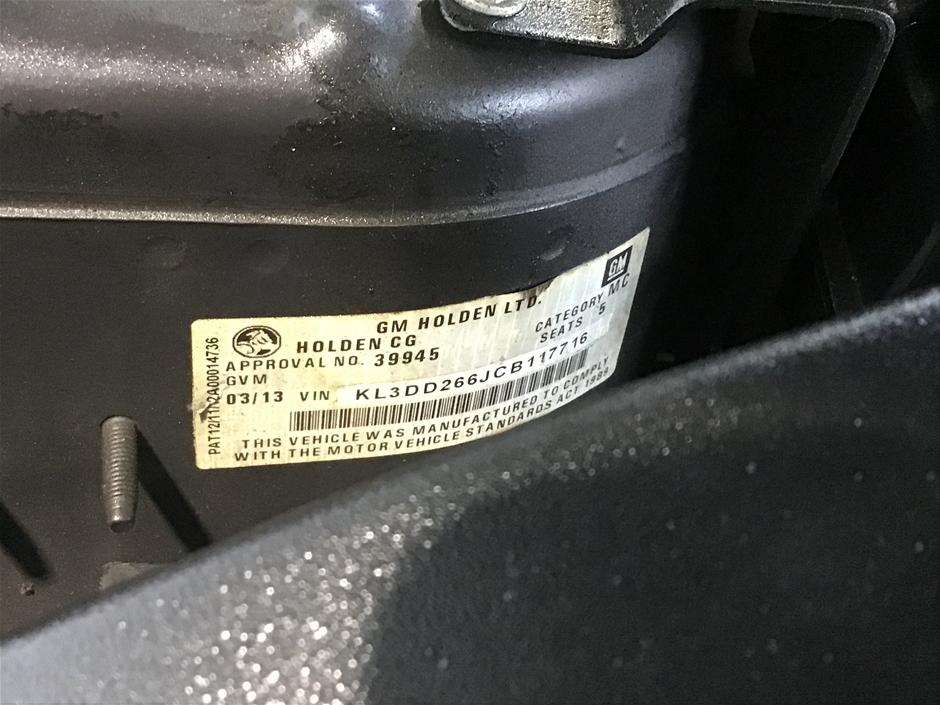 GM
GM HOLDEN LTD.
HOLDEN CG
CATEGORY MC
APPROVAL NO. 39945
SEATS 5
GVM
03/13 VIN KL3DD266JCB117716
THIS VEHICLE WAS MANUFACTURED TO COMPLY
WITH THE MOTOR VEHICLE STANDARDS ACT 1989